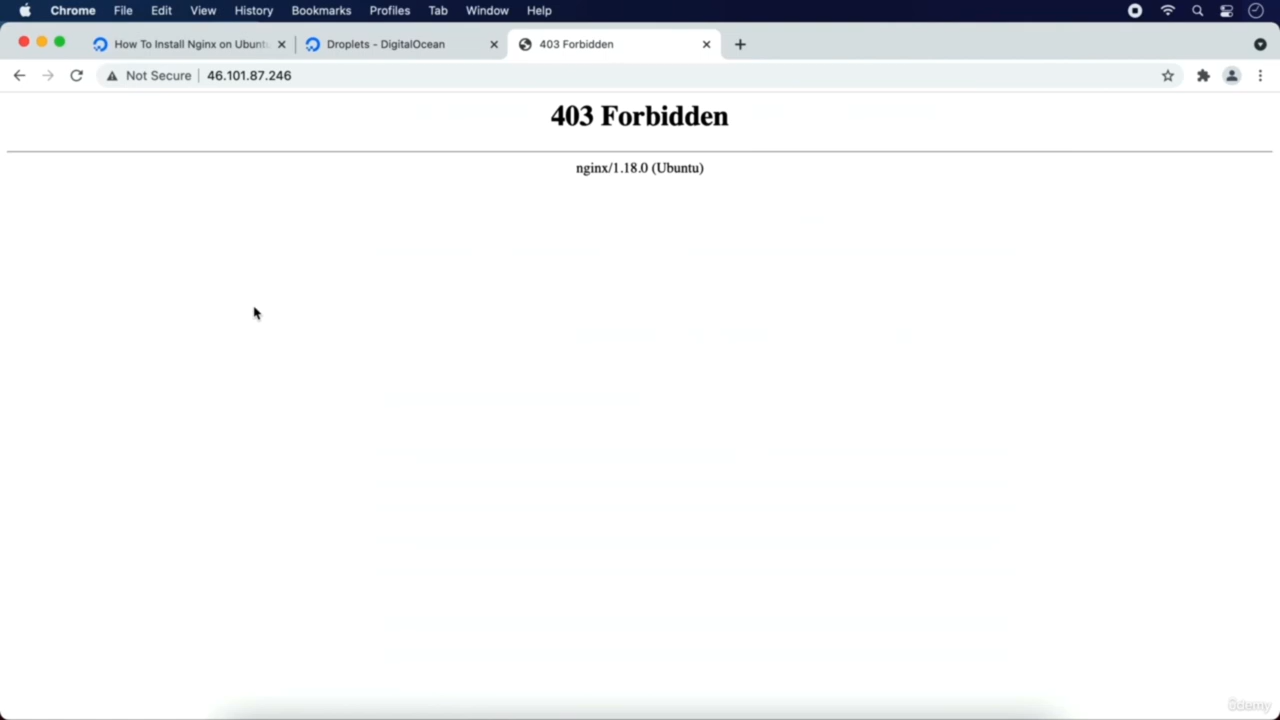 Chrome File Edit View History Bookmarks Profiles Tab Window Help
How To Install Nginx on Ubunt
Droplets - DigitalOcean
403 Forbidden
Not Secure 46.101.87.246
403 Forbidden
nginx/1.18.0 (Ubuntu)
ûdemy